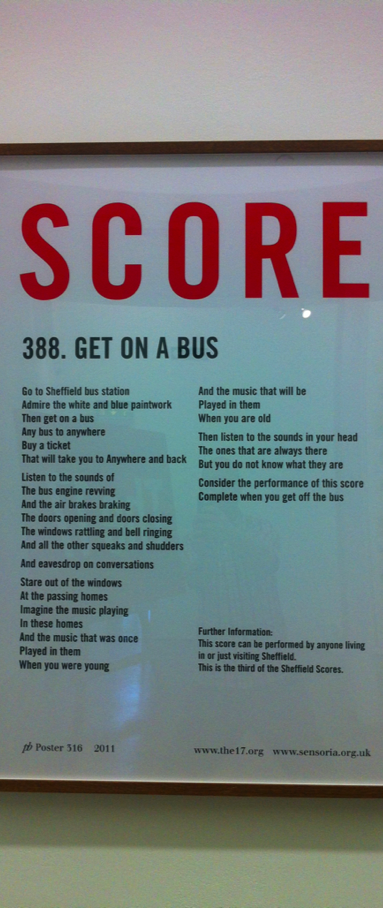 SCORE
388. GET ON A BUS
Go to Sheffield bus station
Admire the white and blue paintwork
Then get on a bus
Any bus to anywhere
Buy a ticket
That will take you to Anywhere and back
Listen to the sounds of
The bus engine revving
And the air brakes braking
The doors opening and doors closing
The windows rattling and bell ringing
And all the other squeaks and shudders
And eavesdrop on conversations
Stare out of the windows
At the passing homes
Imagine the music playing
In these homes
And the music that was once
Played in them
When you were young
And the music that will be
Played in them
When you are old
Then listen to the sounds in your head
The ones that are always there
But you do not know what they are
Consider the performance of this score
Complete when you get off the bus
Further Information:
This score can be performed by anyone living
in or just visiting Sheffield.
This is the third of the Sheffield Scores.
pb Poster 516 2011
www.the17.org www.sensoria.org.uk